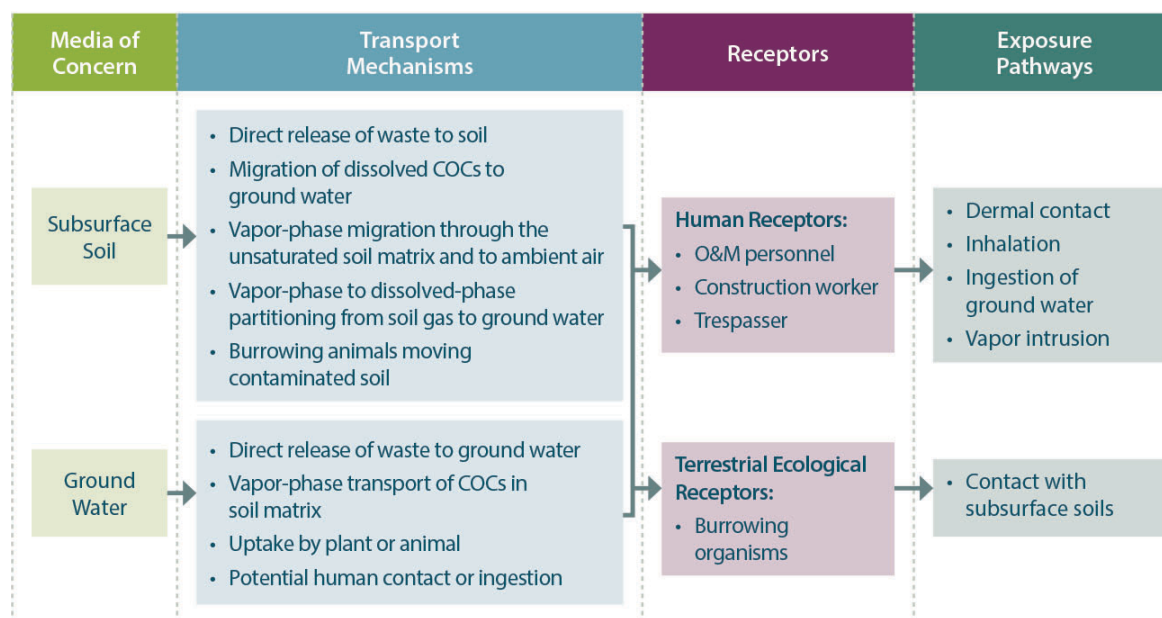 Media of
Concern
Transport
Mechanisms
Receptors
Exposure
Pathways
Subsurface
Soil
• Direct release of waste to soil
• Migration of dissolved COCs to
ground water
• Vapor-phase migration through the
unsaturated soil matrix and to ambient air
• Vapor-phase to dissolved-phase
partitioning from soil gas to ground water
• Burrowing animals moving
contaminated soil
Human Receptors:
• O&M personnel
• Construction worker
• Trespasser
• Dermal contact
• Inhalation
• Ingestion of
ground water
• Vapor intrusion
Ground
Water
• Direct release of waste to ground water
• Vapor-phase transport of COCs in
soil matrix
• Uptake by plant or animal
• Potential human contact or ingestion
Terrestrial Ecological
Receptors:
• Burrowing
organisms
• Contact with
subsurface soils